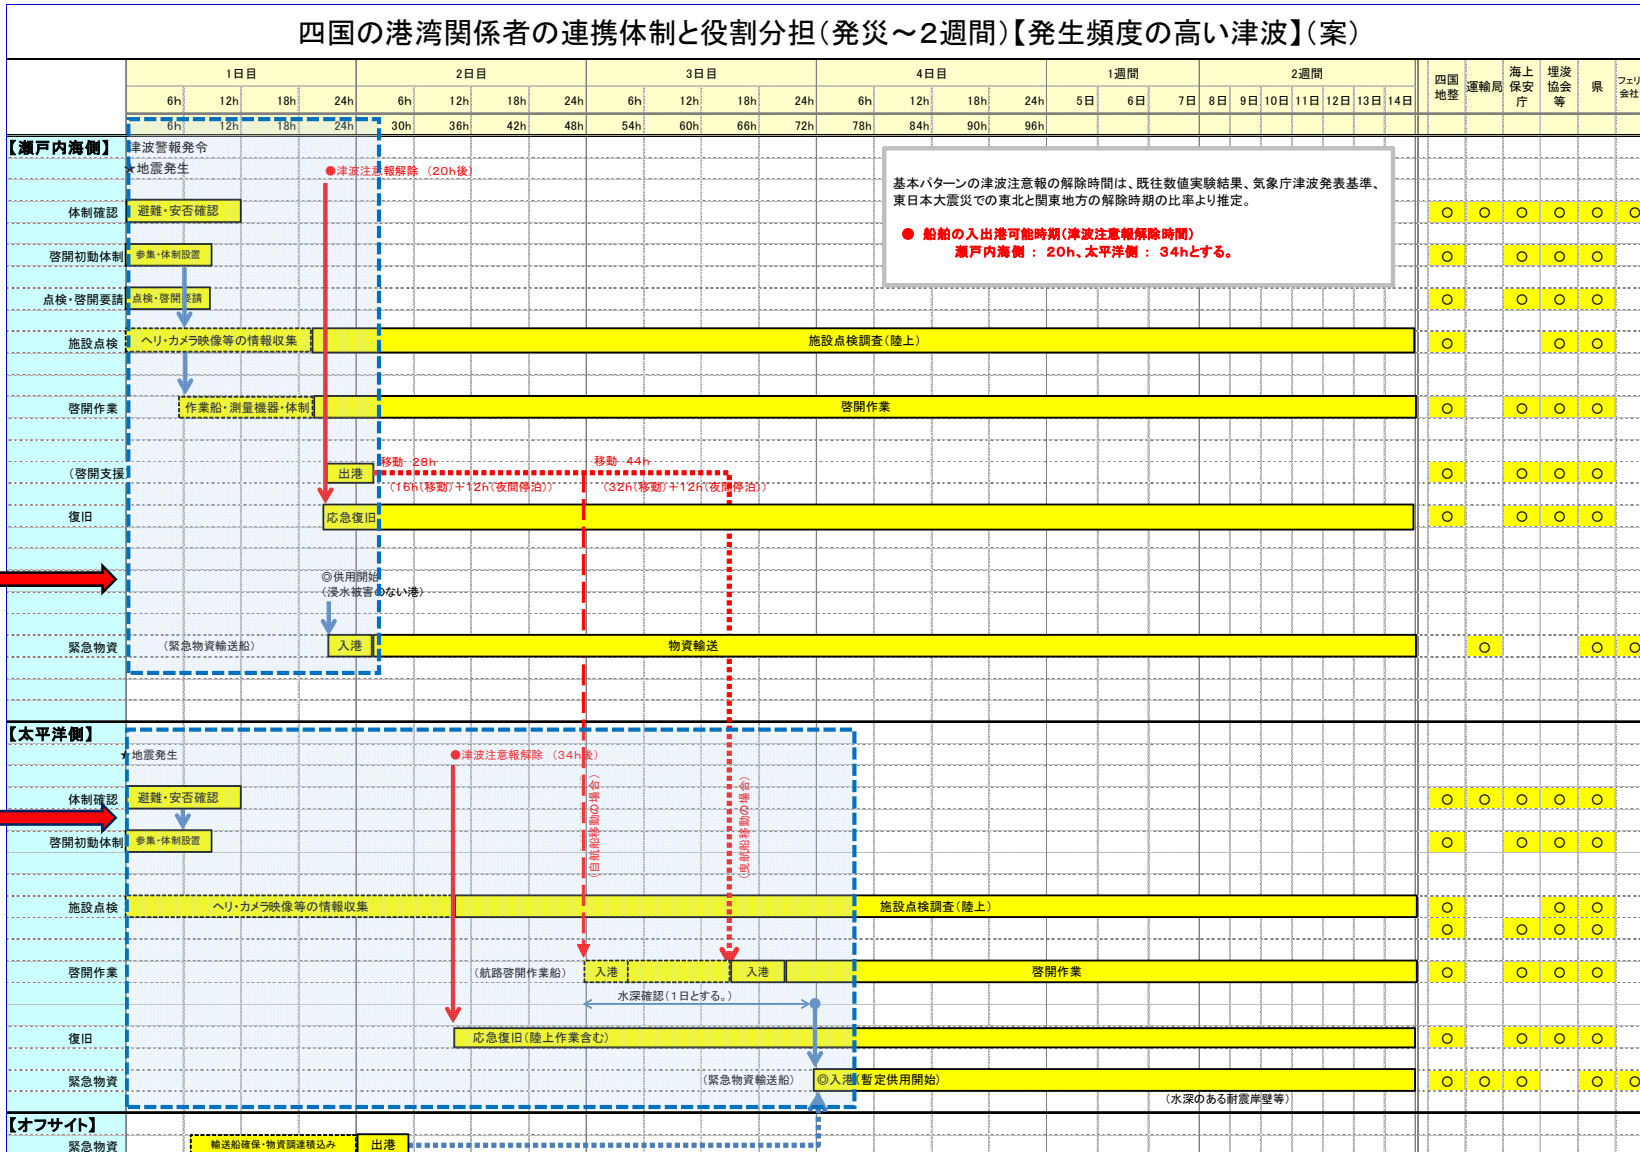 四国の港湾関係者の連携体制と役割分担(発災～2週間)【発生頻度の高い津波】(案)
1日目 2日目 3日目 4日目 1週間 2週間 四国地整 運輸局 海上保安庁 埋浚協会等 県 フェリ会社
6h 12h 18h 24h 6h 12h 18h 24h 6h 12h 18h 24h 6h 12h 18h 24h 5日 6日 7日 8日 9日 10日 11日 12日 13日 14日
6h 12h 18h 24h 30h 36h 42h 48h 54h 60h 66h 72h 78h 84h 90h 96h
【瀬戸内海側】 津波警報発令
★地震発生 ●津波注意報解除 (20h後)
基本パターンの津波注意報の解除時間は、既往数値実験結果、気象庁津波発表基準、
東日本大震災での東北と関東地方の解除時期の比率より推定。
● 船舶の入出港可能時期(津波注意報解除時間)
瀬戸内海側 : 20h、太平洋側 : 34hとする。
体制確認 避難・安否確認 ○ ○ ○ ○ ○ ○
啓開初動体制 参集・体制設置 ○ ○ ○ ○
点検・啓開要請 点検・啓開要請 ○ ○ ○ ○
施設点検 ヘリ・カメラ映像等の情報収集 施設点検調査(陸上) ○ ○ ○
啓開作業 作業船・測量機器・体制 啓開作業 ○ ○ ○ ○
移動 28h 移動 44h
(啓開支援 出港 ○ ○ ○ ○
(16h(移動)+12h(夜間停泊)) (32h(移動)+12h(夜間停泊))
復旧 応急復旧 ○ ○ ○ ○
◎供用開始
(浸水被害のない港)
緊急物資 (緊急物資輸送船) 入港 物資輸送 ○ ○ ○
【太平洋側】
★地震発生 ●津波注意報解除 (34h後)
(自航船移動の場合) (曳航船移動の場合)
体制確認 避難・安否確認 ○ ○ ○ ○ ○
啓開初動体制 参集・体制設置 ○ ○ ○ ○
施設点検 ヘリ・カメラ映像等の情報収集 施設点検調査(陸上) ○ ○ ○
○ ○ ○ ○
啓開作業 (航路啓開作業船) 入港 入港 啓開作業 ○ ○ ○ ○
水深確認(1日とする。)
復旧 応急復旧(陸上作業含む) ○ ○ ○ ○
緊急物資 (緊急物資輸送船) ◎入港(暫定供用開始) ○ ○ ○ ○ ○
(水深のある耐震岸壁等)
【オフサイト】
緊急物資 輸送船確保・物資調達積込み 出港